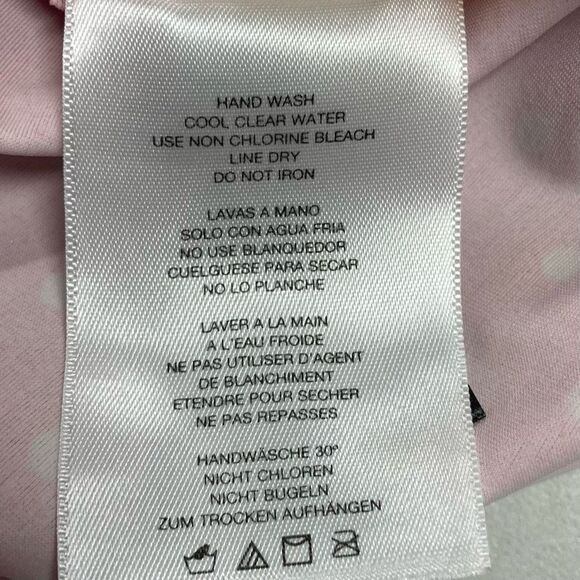 HAND WASH
COOL CLEAR WATER
USE NON CHLORINE BLEACH
LINE DRY
DO NOT IRON
LAVAS A MANO
SOLO CON AGUA FRIA
NO USE BLANQUEDOR
CUELGUESE PARA SECAR
NO LO PLANCHE
LAVER A LA MAIN
A L'EAU FROIDE
NE PAS UTILISER D'AGENT
DE BLANCHIMENT
ETENDRE POUR SECHER
NE PAS REPASSES
HANDWÄSCHE 30°
NICHT CHLOREN
NICHT BUGELN
ZUM TROCKEN AUFHÄNGEN